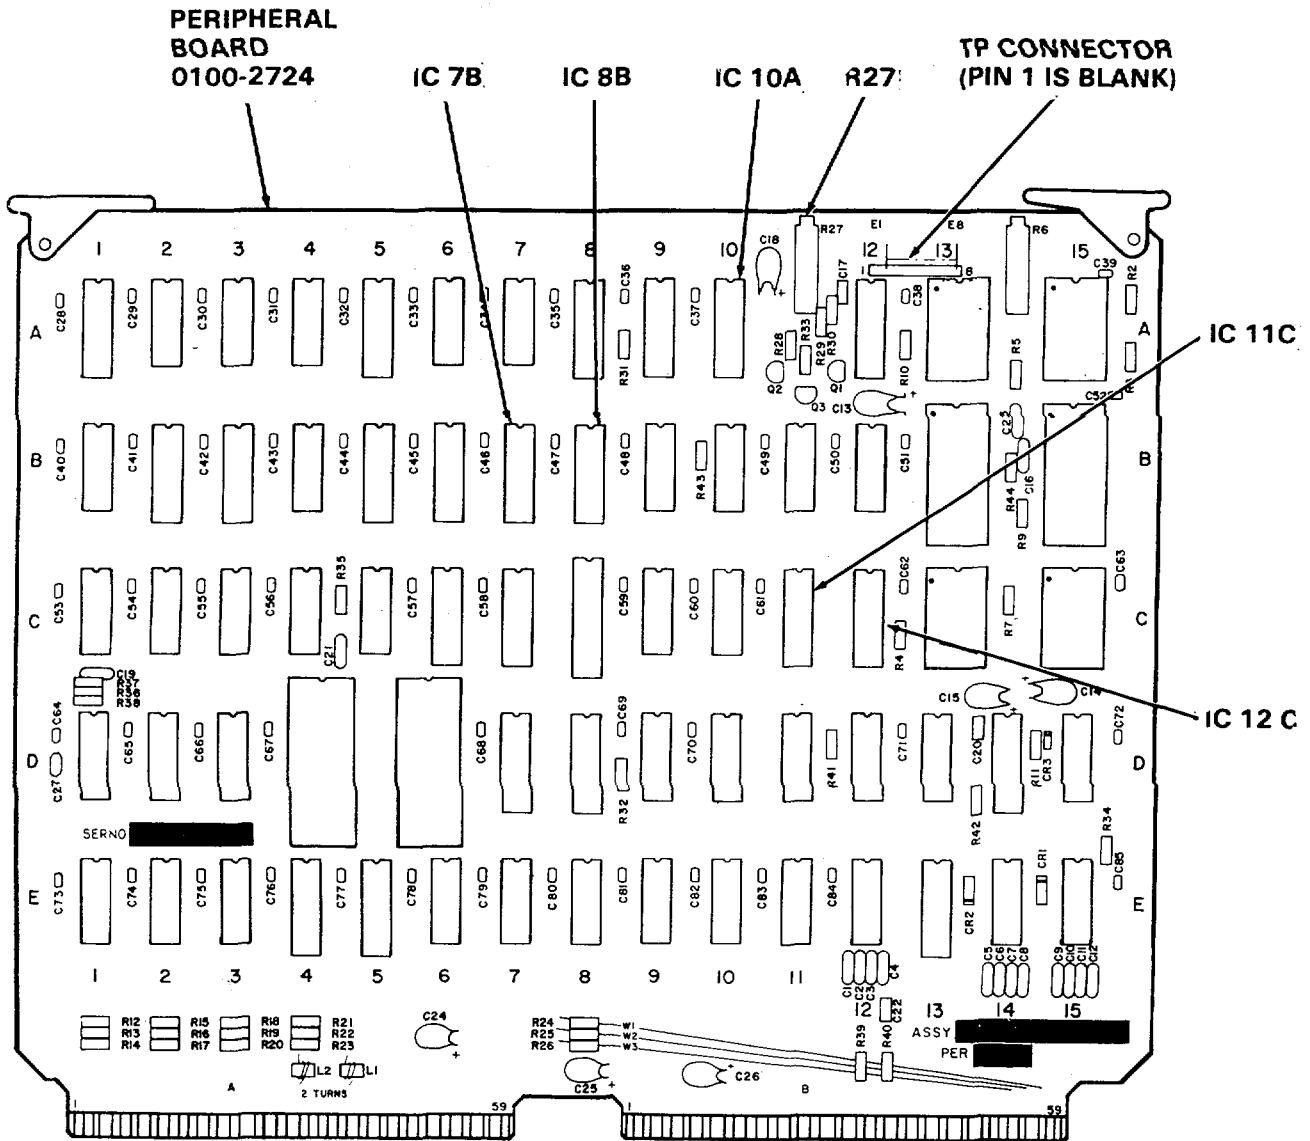 PERIPHERAL
BOARD
0100-2724
IC 7B
IC 8B
IC 10A
R27
TP CONNECTOR
(PIN 1 IS BLANK)
1 2 3 4 5 6 7 8 9 10 C18 R27 E1 12 E8 13 R6 15 C39 R2
1 8
A C28 C29 C30 C31 C32 C33 C34 C35 C36 R31 C37 C17 R28 R33 R29 R30 C38 R10 R5 A
Q2 Q3 Q1 C13 C52
IC 11C
B C40 C41 C42 C43 C44 C45 C46 C47 C48 R43 C49 C50 C51 R44 C16 R9 B
C C53 C54 C55 C56 R35 C21 C57 C58 C59 C60 C61 C62 R4 R7 C63 C
C19
R37
R36
R38
C15 C14
IC 12 C
D C64 C27 C65 C66 C67 C68 C69 R32 C70 R41 C71 C20 R42 R11 CR3 C72 D
SERNO
R34
E C73 C74 C75 C76 C77 C78 C79 C80 C81 C82 C83 C84 CR2 CR1 C85 E
1 2 3 4 5 6 7 8 9 10 11 12 13 14 15
C1 C2 C3 C4 C22 C5 C6 C7 C8 C9 C10 C11 C12
R12 R15 R18 R21 C24 R24 W1
R13 R16 R19 R22 R25 W2
R14 R17 R20 R23 R26 W3
R39 R40 ASSY
PER
L2 L1 C25 C26
A 2 TURNS B
1 59 1 59